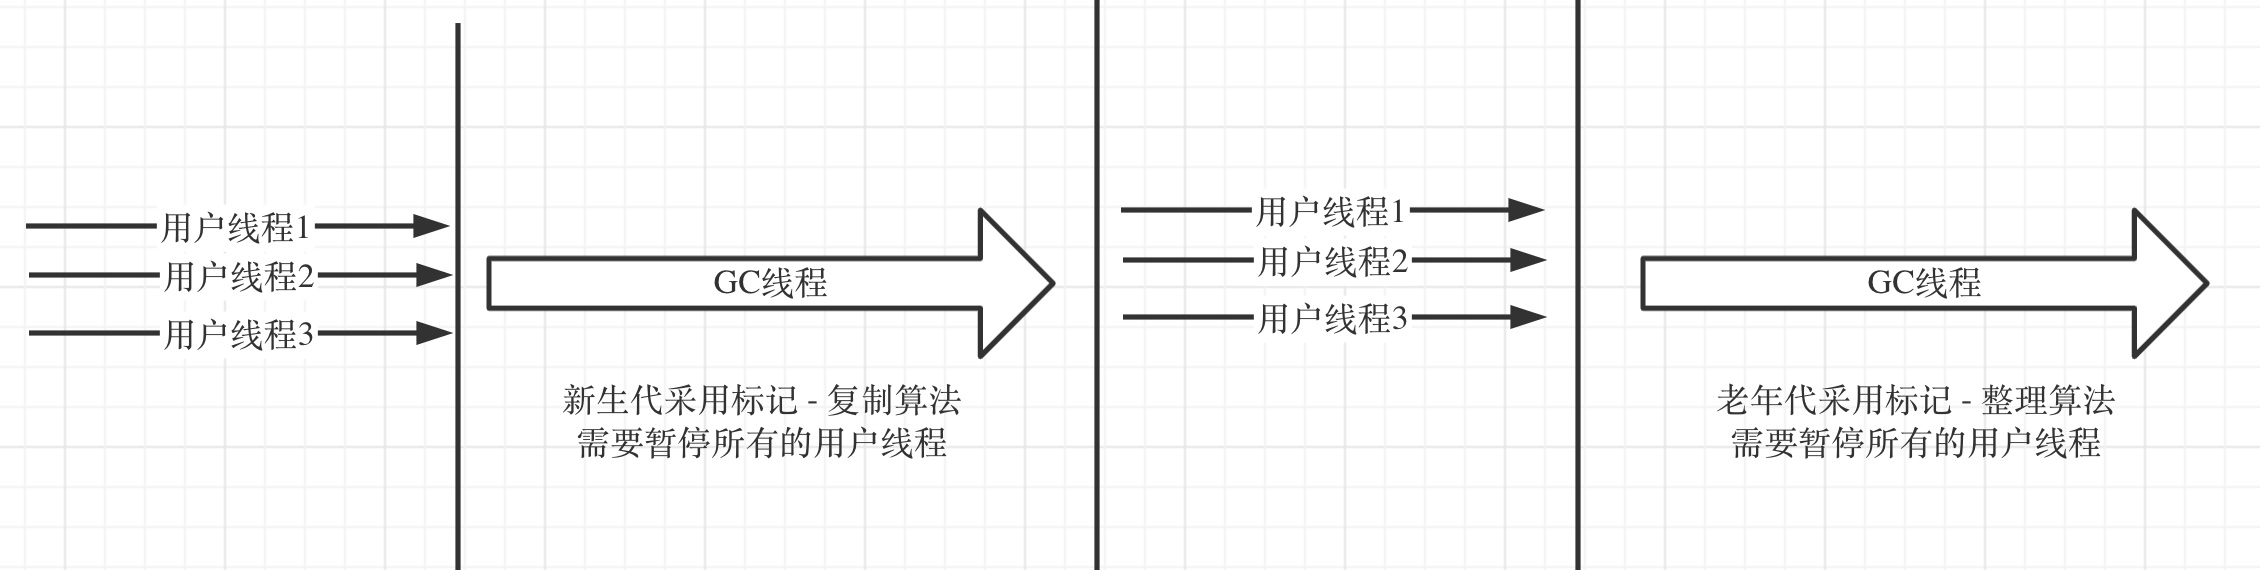 用户线程1
用户线程2
用户线程3
GC线程
新生代采用标记 - 复制算法
需要暂停所有的用户线程
用户线程1
用户线程2
用户线程3
GC线程
老年代采用标记 - 整理算法
需要暂停所有的用户线程